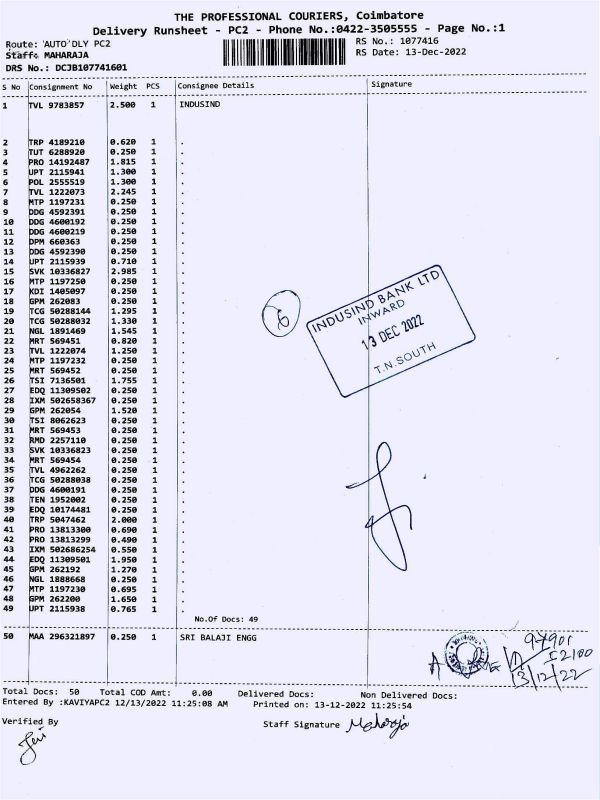 THE PROFESSIONAL COURIERS, Coimbatore
Delivery Runsheet - PC2 - Phone No.:0422-3505555 - Page No.:1
Route: 'AUTO'DLY PC2
Staff: MAHARAJA
DRS No.: DCJB107741601
RS No.: 1077416
RS Date: 13-Dec-2022
S No Consignment No Weight PCS Consignee Details Signature
1 TVL 9783857 2.500 1 INDUSIND
2 TRP 4189210 0.620 1 .
3 TUT 6288920 0.250 1 .
4 PRO 14192487 1.815 1 .
5 UPT 2115941 1.300 1 .
6 POL 2555519 1.300 1 .
7 TVL 1222073 2.245 1 .
8 MTP 1197231 0.250 1 .
9 DDG 4592391 0.250 1 .
10 DDG 4600192 0.250 1 .
11 DDG 4600219 0.250 1 .
12 DPM 660363 0.250 1 .
13 DDG 4592390 0.250 1 .
14 UPT 2115939 0.710 1 .
15 SVK 10336827 2.985 1 .
16 MTP 1197250 0.250 1 .
17 KDI 1405097 0.250 1 .
18 GPM 262083 0.250 1 .
19 TCG 50288144 1.295 1 .
20 TCG 50288032 1.330 1 .
21 NGL 1891469 1.545 1 .
22 MRT 569451 0.820 1 .
23 TVL 1222074 1.250 1 .
24 MTP 1197232 0.250 1 .
25 MRT 569452 0.250 1 .
26 TSI 7136501 1.755 1 .
27 EDQ 11309502 0.250 1 .
28 IXM 502658367 0.250 1 .
29 GPM 262054 1.520 1 .
30 TSI 8062623 0.250 1 .
31 MRT 569453 0.250 1 .
32 RMD 2257110 0.250 1 .
33 SVK 10336823 0.250 1 .
34 MRT 569454 0.250 1 .
35 TVL 4962262 0.250 1 .
36 TCG 50288038 0.250 1 .
37 DDG 4600191 0.250 1 .
38 TEN 1952002 0.250 1 .
39 EDQ 10174481 0.250 1 .
40 TRP 5047462 2.000 1 .
41 PRO 13813300 0.690 1 .
42 PRO 13813299 0.490 1 .
43 IXM 502686254 0.550 1 .
44 EDQ 11309501 1.950 1 .
45 GPM 262192 1.270 1 .
46 NGL 1888668 0.250 1 .
47 MTP 1197230 0.695 1 .
48 GPM 262200 1.650 1 .
49 UPT 2115938 0.765 1 .
6
INDUSIND BANK LTD
INWARD
13 DEC 2022
T.N.SOUTH
No.Of Docs: 49
50 MAA 296321897 0.250 1 SRI BALAJI ENGG
13/12/22
Total Docs: 50 Total COD Amt: 0.00 Delivered Docs: Non Delivered Docs:
Entered By :KAVIYAPC2 12/13/2022 11:25:08 AM Printed on: 13-12-2022 11:25:54
Verified By
Staff Signature Maharaja